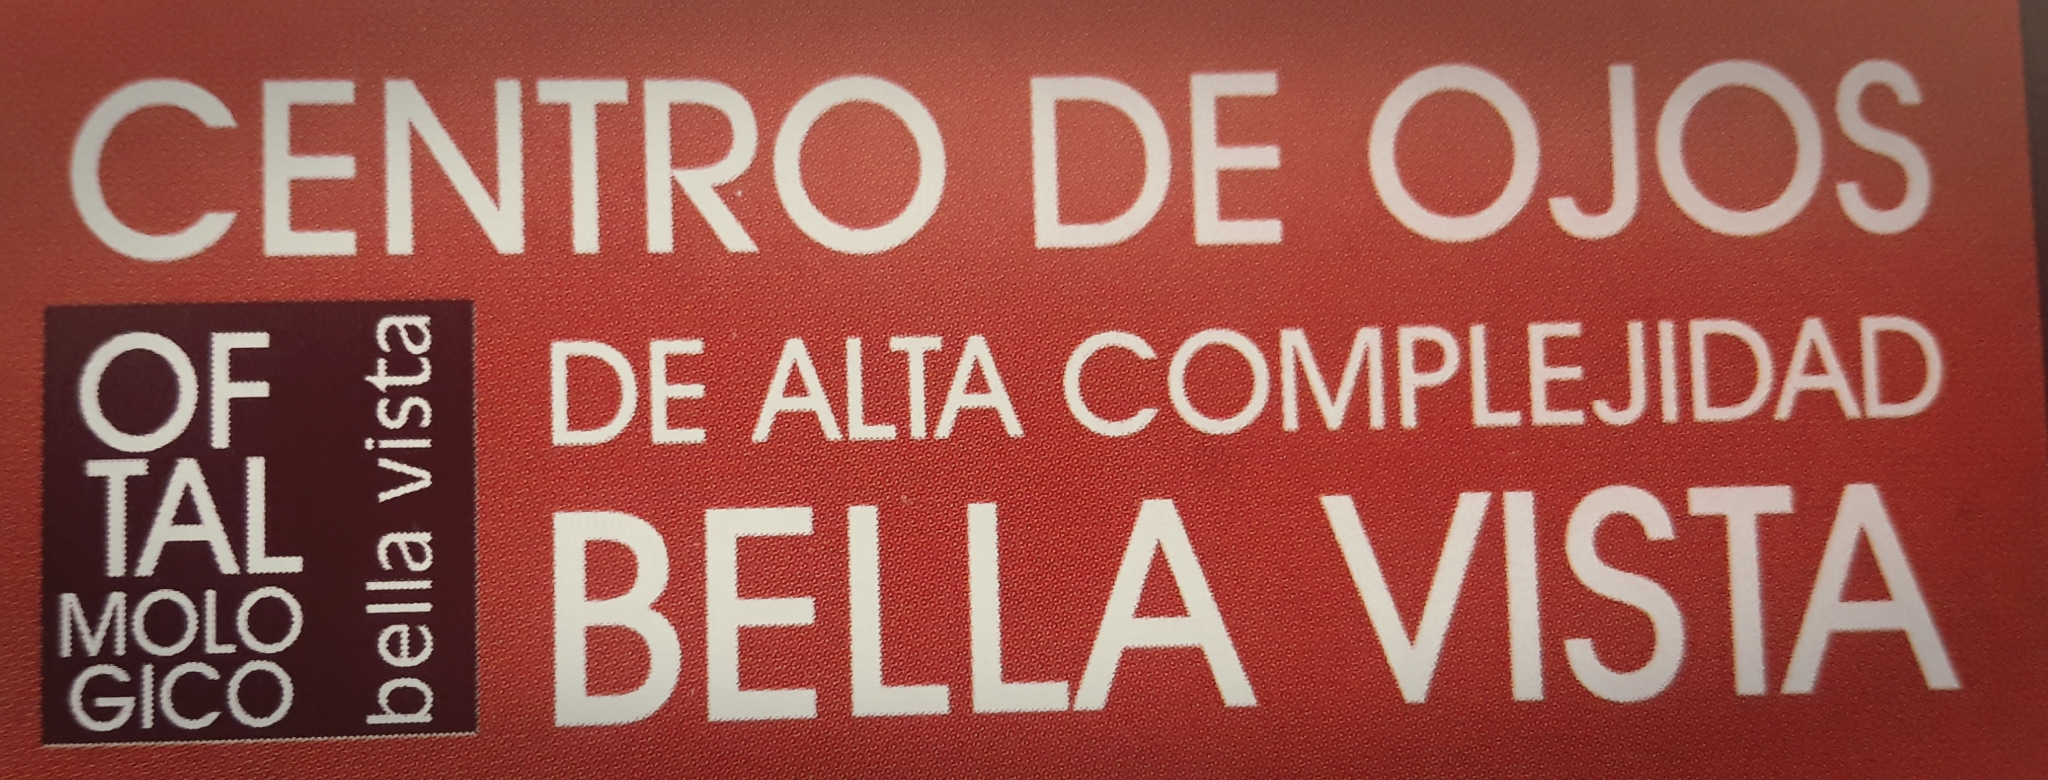 CENTRO DE OJOS
DE ALTA COMPLEJIDAD
BELLA VISTA
OF
TAL
MOLO
GICO
bella vista